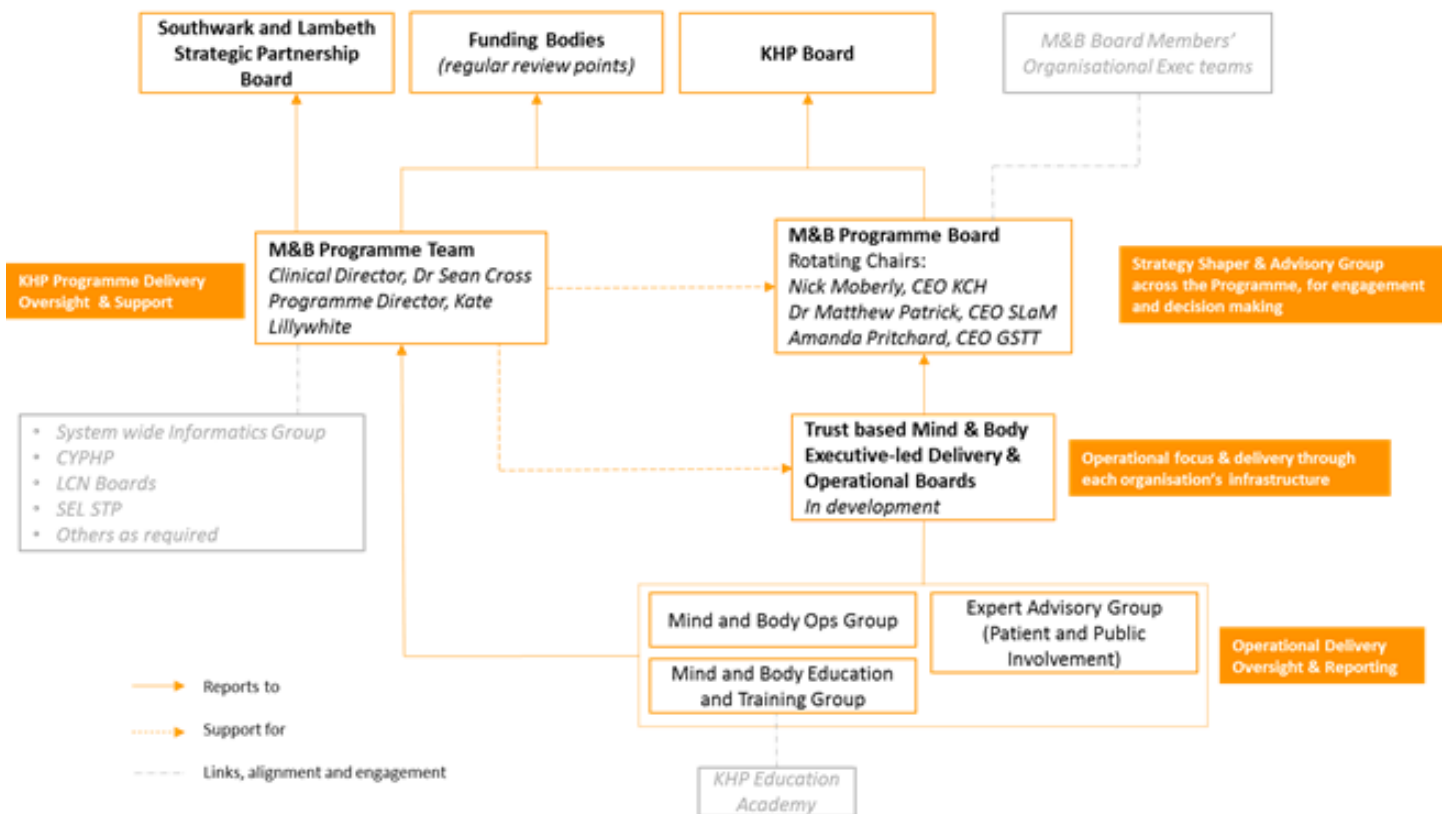 Southwark and Lambeth
Strategic Partnership
Board
Funding Bodies
(regular review points)
KHP Board
M&B Board Members'
Organisational Exec teams
KHP Programme Delivery
Oversight & Support
M&B Programme Team
Clinical Director, Dr Sean Cross
Programme Director, Kate
Lillywhite
M&B Programme Board
Rotating Chairs:
Nick Moberly, CEO KCH
Dr Matthew Patrick, CEO SLaM
Amanda Pritchard, CEO GSTT
Strategy Shaper & Advisory Group
across the Programme, for engagement
and decision making
• System wide Informatics Group
• CYPHP
• LCN Boards
• SEL STP
• Others as required
Trust based Mind & Body
Executive-led Delivery &
Operational Boards
In development
Operational focus & delivery through
each organisation's infrastructure
Mind and Body Ops Group
Expert Advisory Group
(Patient and Public
Involvement)
Mind and Body Education
and Training Group
Operational Delivery
Oversight & Reporting
Reports to
Support for
Links, alignment and engagement
KHP Education
Academy